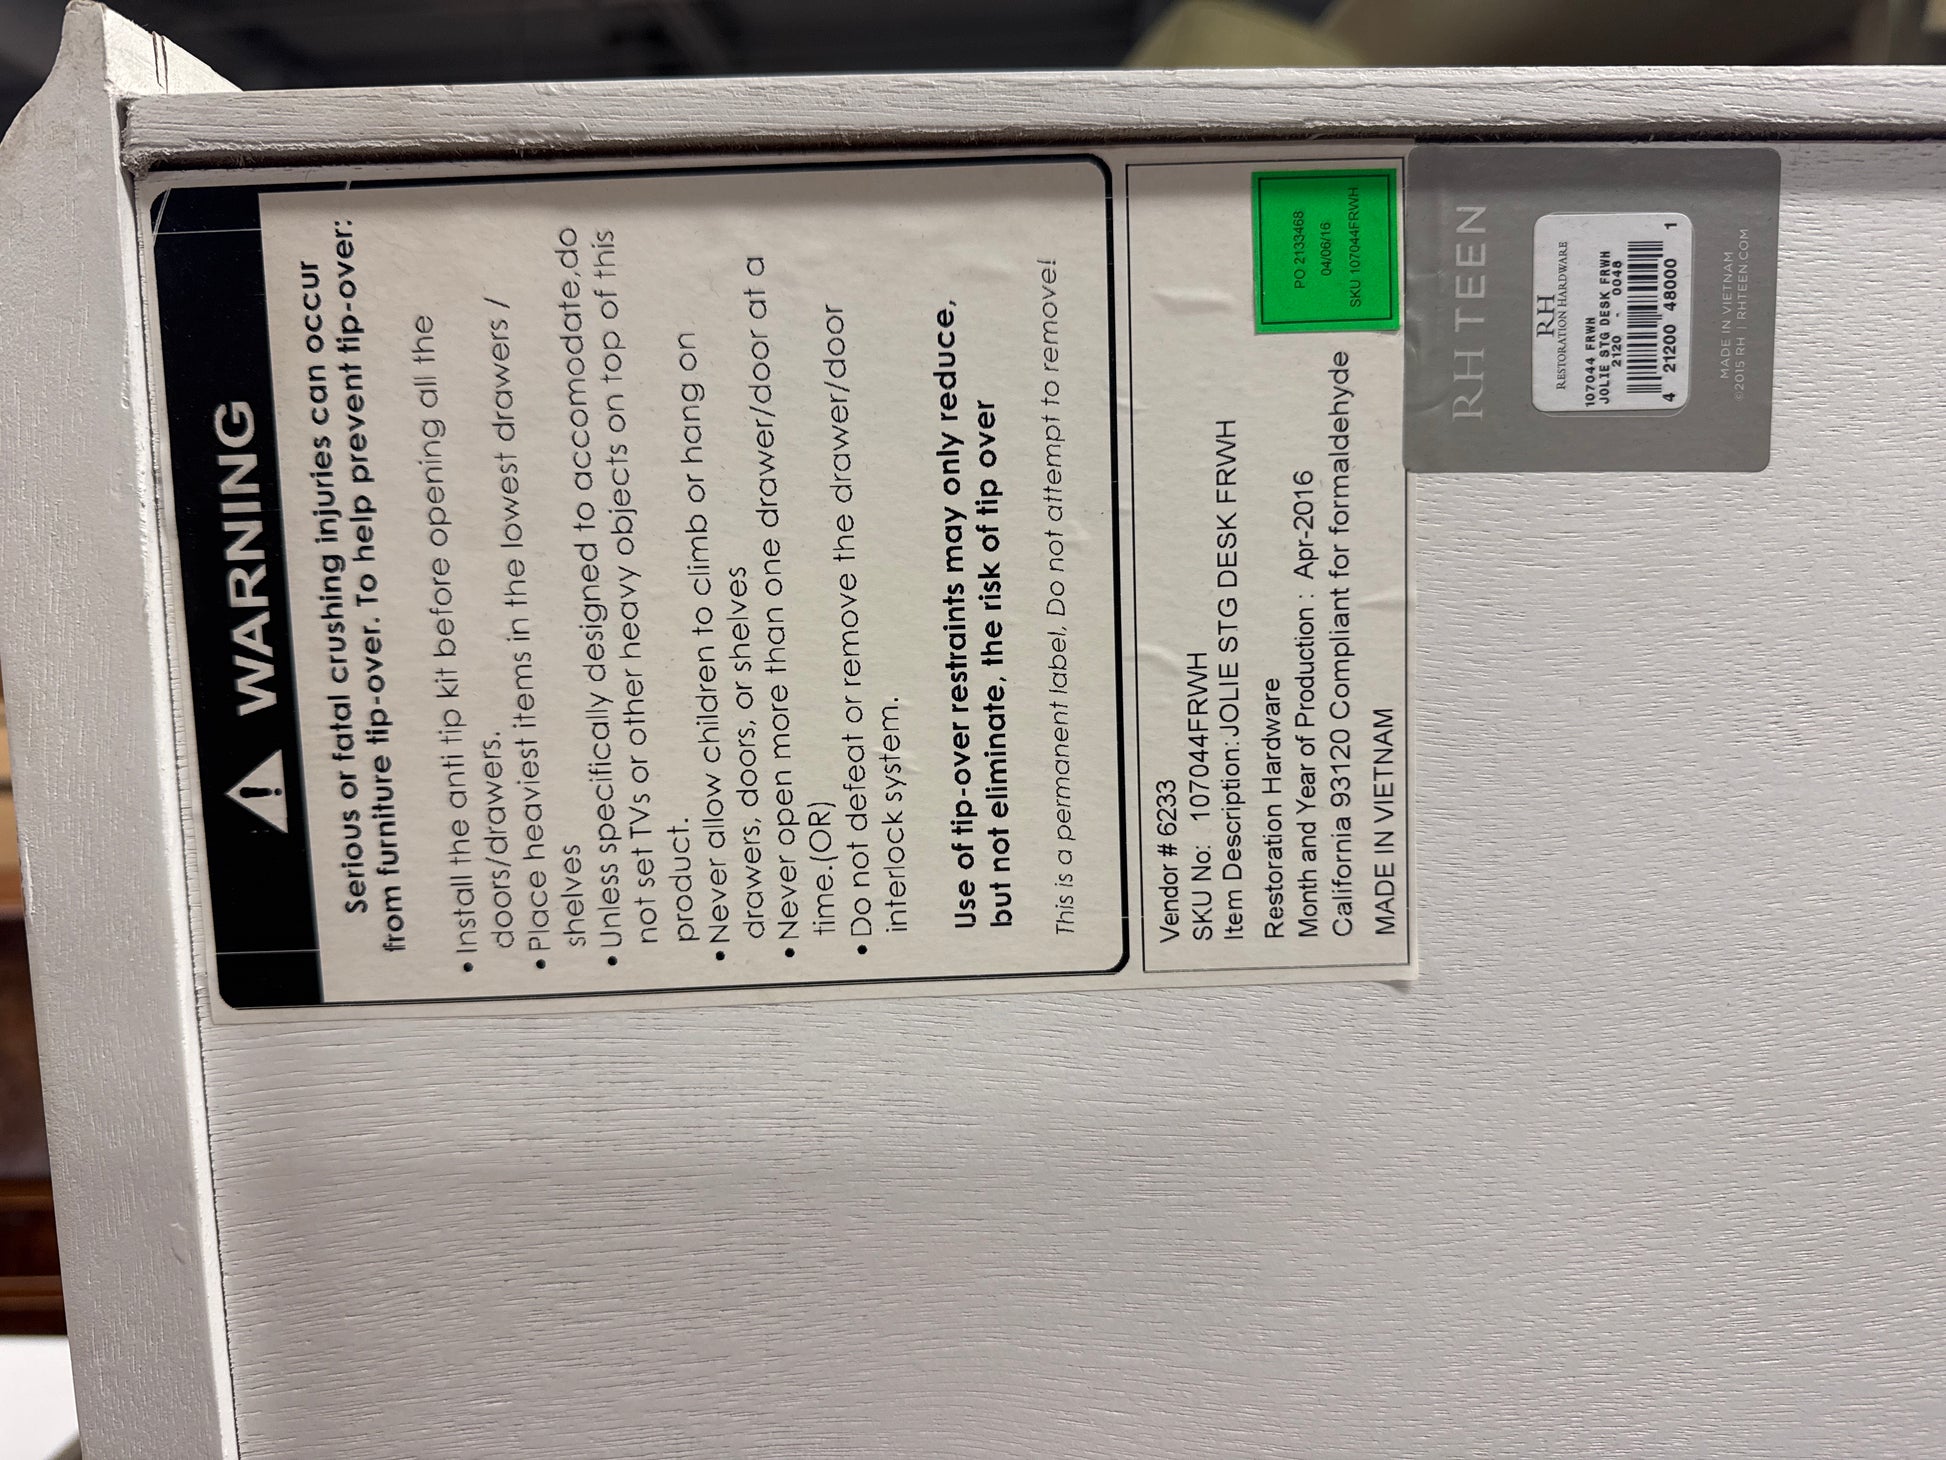 WARNING
Serious or fatal crushing injuries can occur
from furniture tip-over. To help prevent tip-over:
• Install the anti tip kit before opening all the
doors/drawers.
• Place heaviest items in the lowest drawers /
shelves
• Unless specifically designed to accomodate,do
not set TVs or other heavy objects on top of this
product.
• Never allow children to climb or hang on
drawers, doors, or shelves
• Never open more than one drawer/door at a
time.(OR)
• Do not defeat or remove the drawer/door
interlock system.
Use of tip-over restraints may only reduce,
but not eliminate, the risk of tip over
This is a permanent label, Do not attempt to remove!
Vendor # 6233
SKU No: 107044FRWH
Item Description: JOLIE STG DESK FRWH
Restoration Hardware
Month and Year of Production : Apr-2016
California 93120 Compliant for formaldehyde
MADE IN VIETNAM
PO 2133468
04/06/16
SKU 107044FRWH
RH TEEN
RH
RESTORATION HARDWARE
107044 FRWH
JOLIE STG DESK FRWH
2120 - 0048
4 21200 48000 1
MADE IN VIETNAM
©2015 RH | RHTEEN.COM